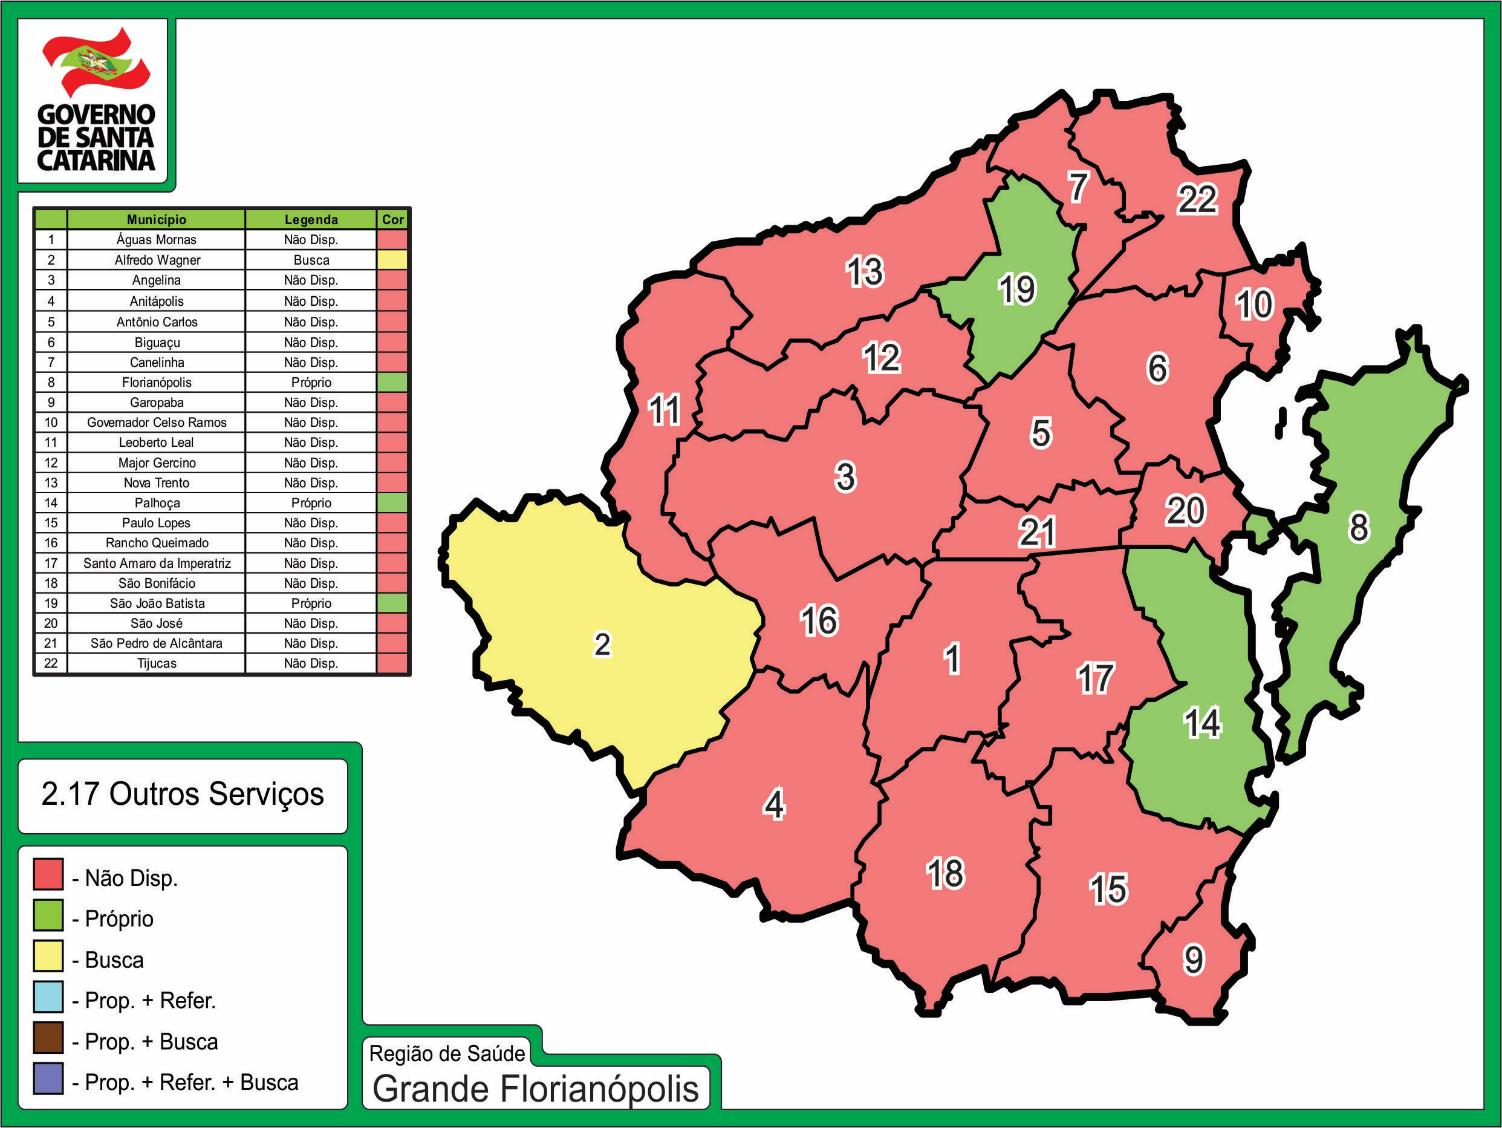 GOVERNO
DE SANTA
CATARINA
Município Legenda Cor
1 Águas Mornas Não Disp.
2 Alfredo Wagner Busca
3 Angelina Não Disp.
4 Anitápolis Não Disp.
5 Antônio Carlos Não Disp.
6 Biguaçu Não Disp.
7 Canelinha Não Disp.
8 Florianópolis Próprio
9 Garopaba Não Disp.
10 Governador Celso Ramos Não Disp.
11 Leoberto Leal Não Disp.
12 Major Gercino Não Disp.
13 Nova Trento Não Disp.
14 Palhoça Próprio
15 Paulo Lopes Não Disp.
16 Rancho Queimado Não Disp.
17 Santo Amaro da Imperatriz Não Disp.
18 São Bonifácio Não Disp.
19 São João Batista Próprio
20 São José Não Disp.
21 São Pedro de Alcântara Não Disp.
22 Tijucas Não Disp.
7
22
13
19
10
12
6
11
5
3
20
21
8
16
2
1
17
14
4
18
15
9
2.17 Outros Serviços
- Não Disp.
- Próprio
- Busca
- Prop. + Refer.
- Prop. + Busca
- Prop. + Refer. + Busca
Região de Saúde
Grande Florianópolis